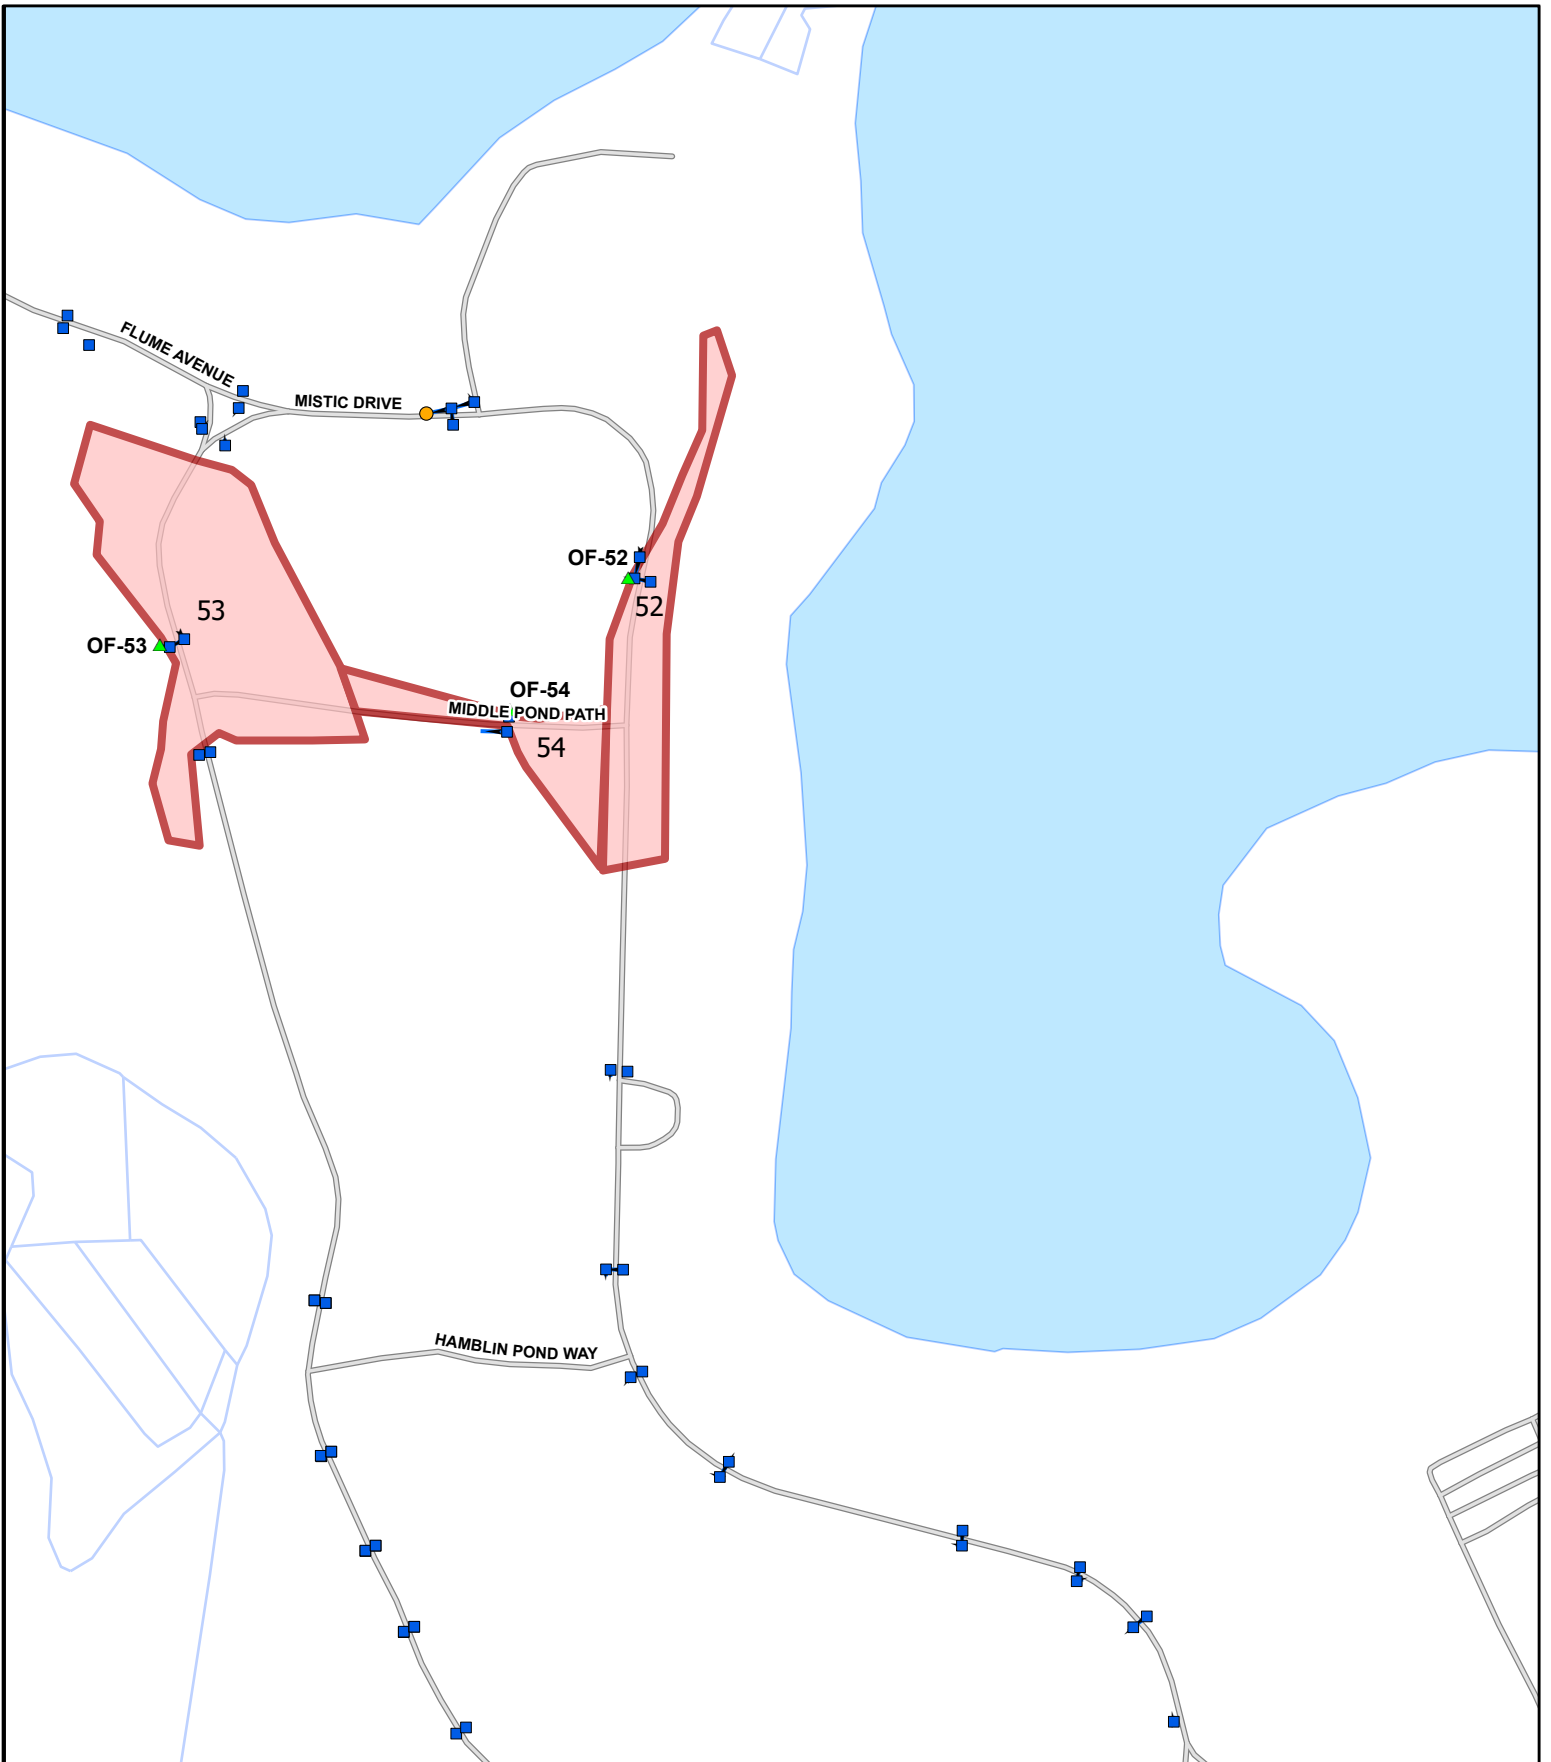 FLUME AVENUE
MISTIC DRIVE
OF-52
52
53
OF-53
OF-54
MIDDLE POND PATH
54
HAMBLIN POND WAY